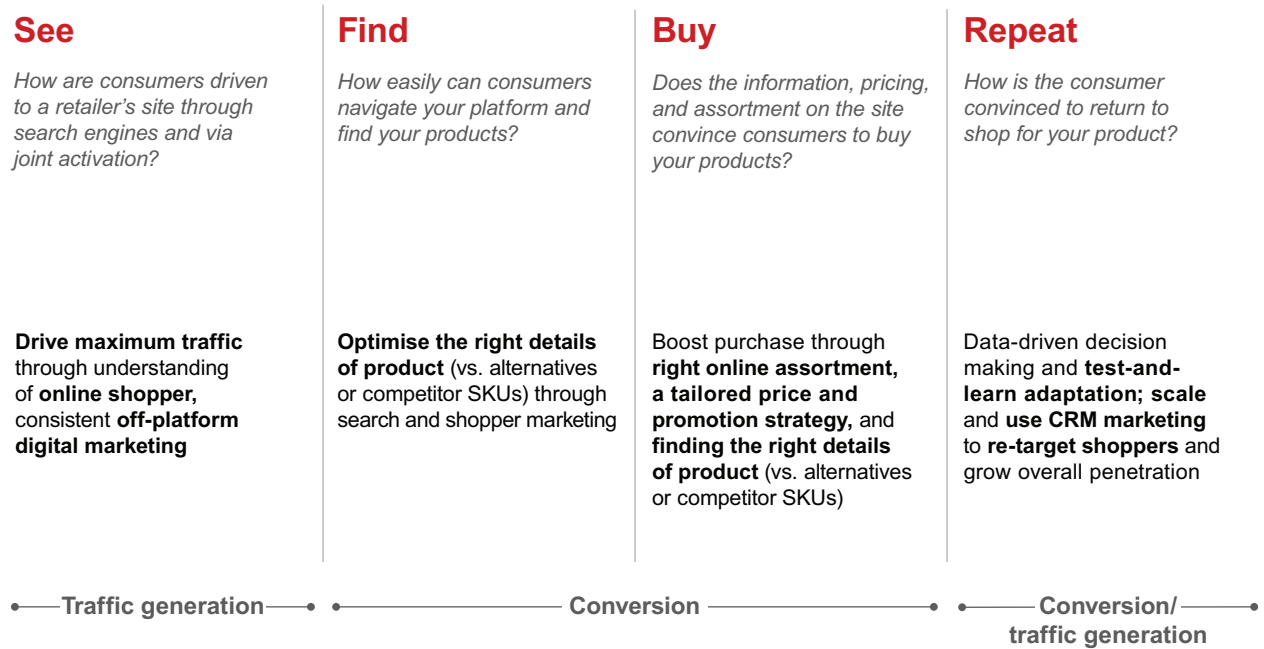 See
How are consumers driven
to a retailer's site through
search engines and via
joint activation?
Drive maximum traffic
through understanding
of online shopper,
consistent off-platform
digital marketing
Find
How easily can consumers
navigate your platform and
find your products?
Optimise the right details
of product (vs. alternatives
or competitor SKUs) through
search and shopper marketing
Buy
Does the information, pricing,
and assortment on the site
convince consumers to buy
your products?
Boost purchase through
right online assortment,
a tailored price and
promotion strategy, and
finding the right details
of product (vs. alternatives
or competitor SKUs)
Repeat
How is the consumer
convinced to return to
shop for your product?
Data-driven decision
making and test-and-
learn adaptation; scale
and use CRM marketing
to re-target shoppers and
grow overall penetration
Traffic generation
Conversion
Conversion/
traffic generation